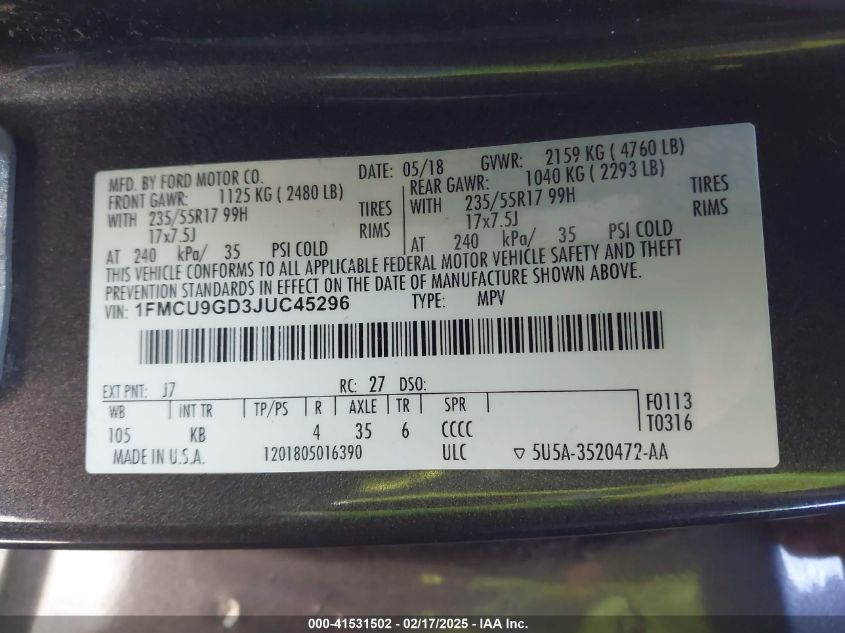 MFD. BY FORD MOTOR CO. DATE: 05/18 GVWR: 2159 KG ( 4760 LB)
FRONT GAWR: 1125 KG ( 2480 LB) REAR GAWR: 1040 KG ( 2293 LB)
WITH 235/55R17 99H TIRES WITH 235/55R17 99H TIRES
17x7.5J RIMS 17x7.5J RIMS
AT 240 kPa/ 35 PSI COLD AT 240 kPa/ 35 PSI COLD
THIS VEHICLE CONFORMS TO ALL APPLICABLE FEDERAL MOTOR VEHICLE SAFETY AND THEFT
PREVENTION STANDARDS IN EFFECT ON THE DATE OF MANUFACTURE SHOWN ABOVE.
VIN: 1FMCU9GD3JUC45296 TYPE: MPV
EXT PNT: J7 RC: 27 DSO:
WB INT TR TP/PS R AXLE TR SPR F0113
105 KB 4 35 6 CCCC T0316
MADE IN U.S.A. 1201805016390 ULC ▽ 5U5A-3520472-AA
000-41531502 - 02/17/2025 - IAA Inc.